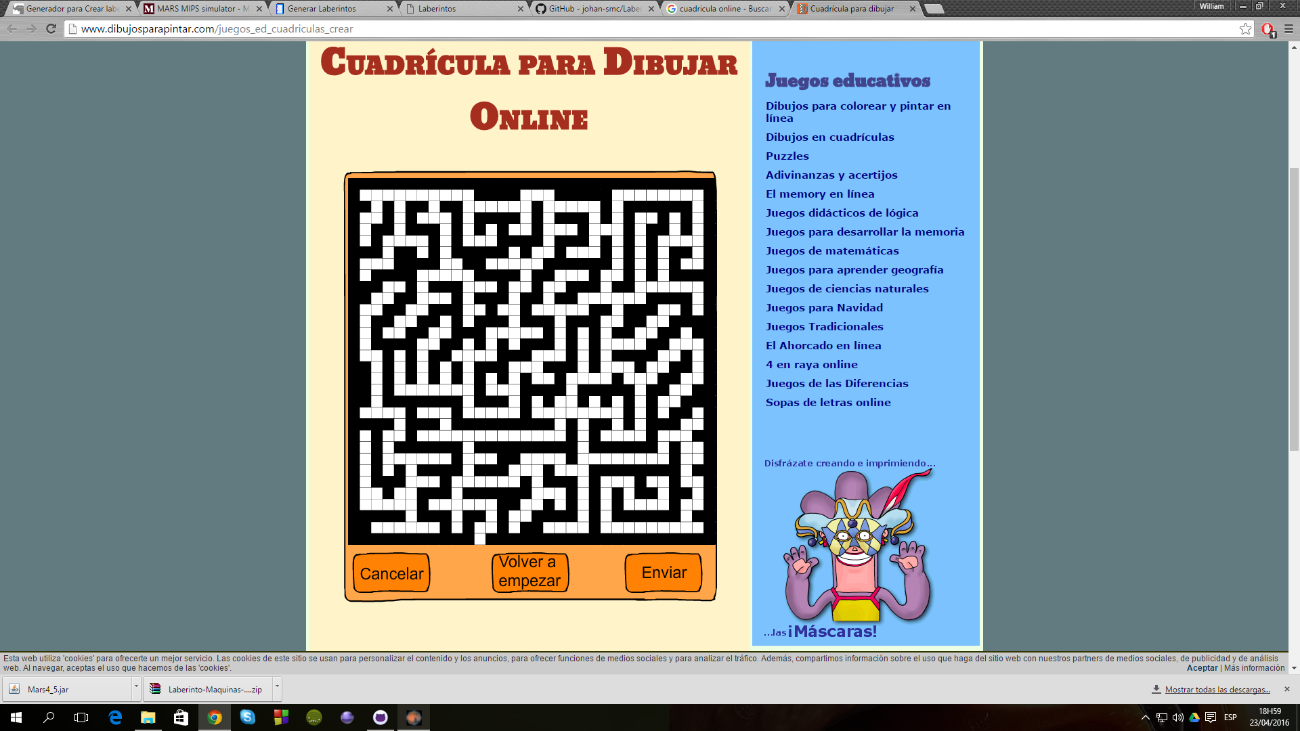 Generador para Crear lab
MARS MIPS simulator - M
Generar Laberintos
Laberintos
GitHub - johan-smc/Labe
cuadricula online - Buscar
Cuadrícula para dibujar
William
www.dibujosparapintar.com/juegos_ed_cuadriculas_crear
Cuadrícula para Dibujar
Online
Cancelar
Volver a
empezar
Enviar
Juegos educativos
Dibujos para colorear y pintar en
línea
Dibujos en cuadrículas
Puzzles
Adivinanzas y acertijos
El memory en línea
Juegos didácticos de lógica
Juegos para desarrollar la memoria
Juegos de matemáticas
Juegos para aprender geografía
Juegos de ciencias naturales
Juegos para Navidad
Juegos Tradicionales
El Ahorcado en línea
4 en raya online
Juegos de las Diferencias
Sopas de letras online
Disfrázate creando e imprimiendo...
...las ¡Máscaras!
Esta web utiliza 'cookies' para ofrecerte un mejor servicio. Las cookies de este sitio se usan para personalizar el contenido y los anuncios, para ofrecer funciones de medios sociales y para analizar el tráfico. Además, compartimos información sobre el uso que haga del sitio web con nuestros partners de medios sociales, de publicidad y de análisis
web. Al navegar, aceptas el uso que hacemos de las 'cookies'.
Aceptar | Más información
Mars4_5.jar
Laberinto-Maquinas-....zip
Mostrar todas las descargas...
ESP
18H59
23/04/2016